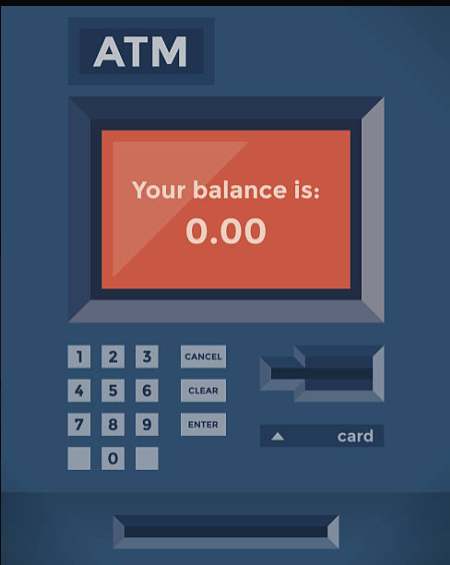 ATM
Your balance is:
0.00
1 2 3 CANCEL
4 5 6 CLEAR
7 8 9 ENTER
0
card